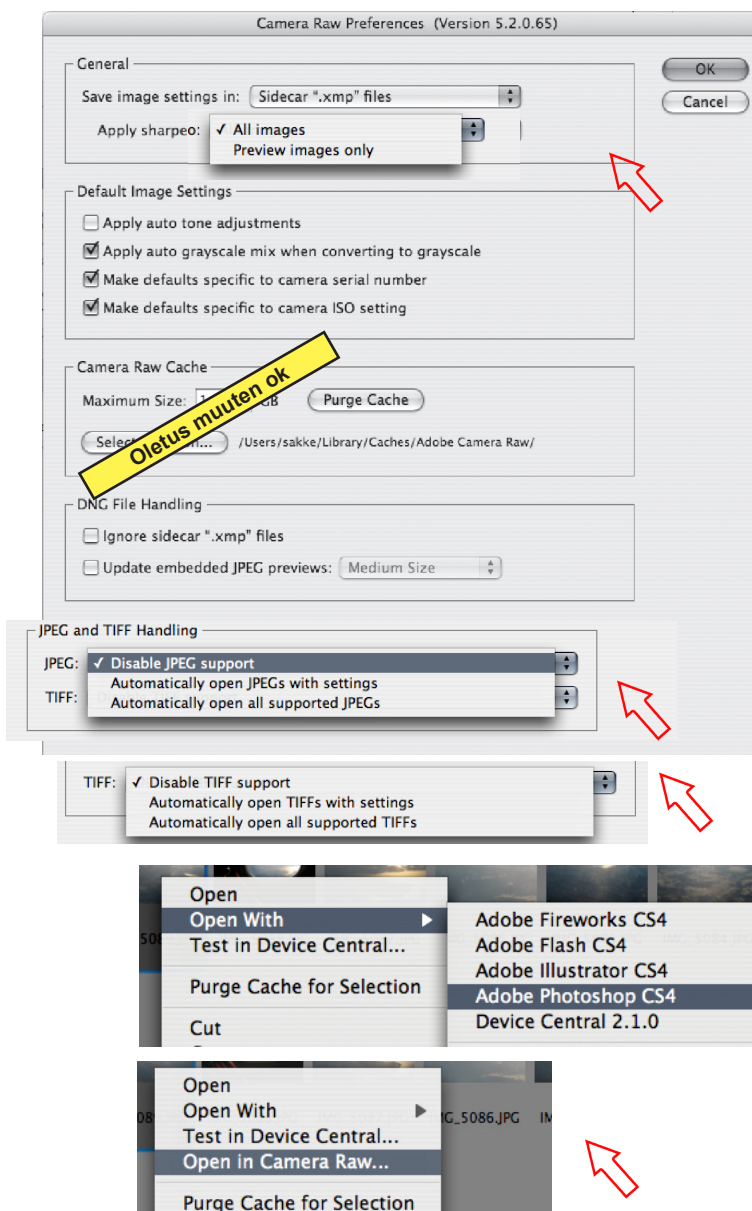 Camera Raw Preferences (Version 5.2.0.65)
General
OK
Save image settings in: Sidecar “.xmp” files
Cancel
Apply sharpeo: ✓ All images
Preview images only
Default Image Settings
Apply auto tone adjustments
Apply auto grayscale mix when converting to grayscale
Make defaults specific to camera serial number
Make defaults specific to camera ISO setting
Camera Raw Cache
Maximum Size: GB Purge Cache
Oletus muuten ok
/Users/sakke/Library/Caches/Adobe Camera Raw/
DNG File Handling
Ignore sidecar “.xmp” files
Update embedded JPEG previews: Medium Size
JPEG and TIFF Handling
JPEG: ✓ Disable JPEG support
Automatically open JPEGs with settings
TIFF: Automatically open all supported JPEGs
TIFF: ✓ Disable TIFF support
Automatically open TIFFs with settings
Automatically open all supported TIFFs
Open
Open With
Adobe Fireworks CS4
Test in Device Central...
Adobe Flash CS4
Adobe Illustrator CS4
Purge Cache for Selection
Adobe Photoshop CS4
Cut
Device Central 2.1.0
Open
Open With
IMG_5086.JPG
Test in Device Central...
Open in Camera Raw...
Purge Cache for Selection